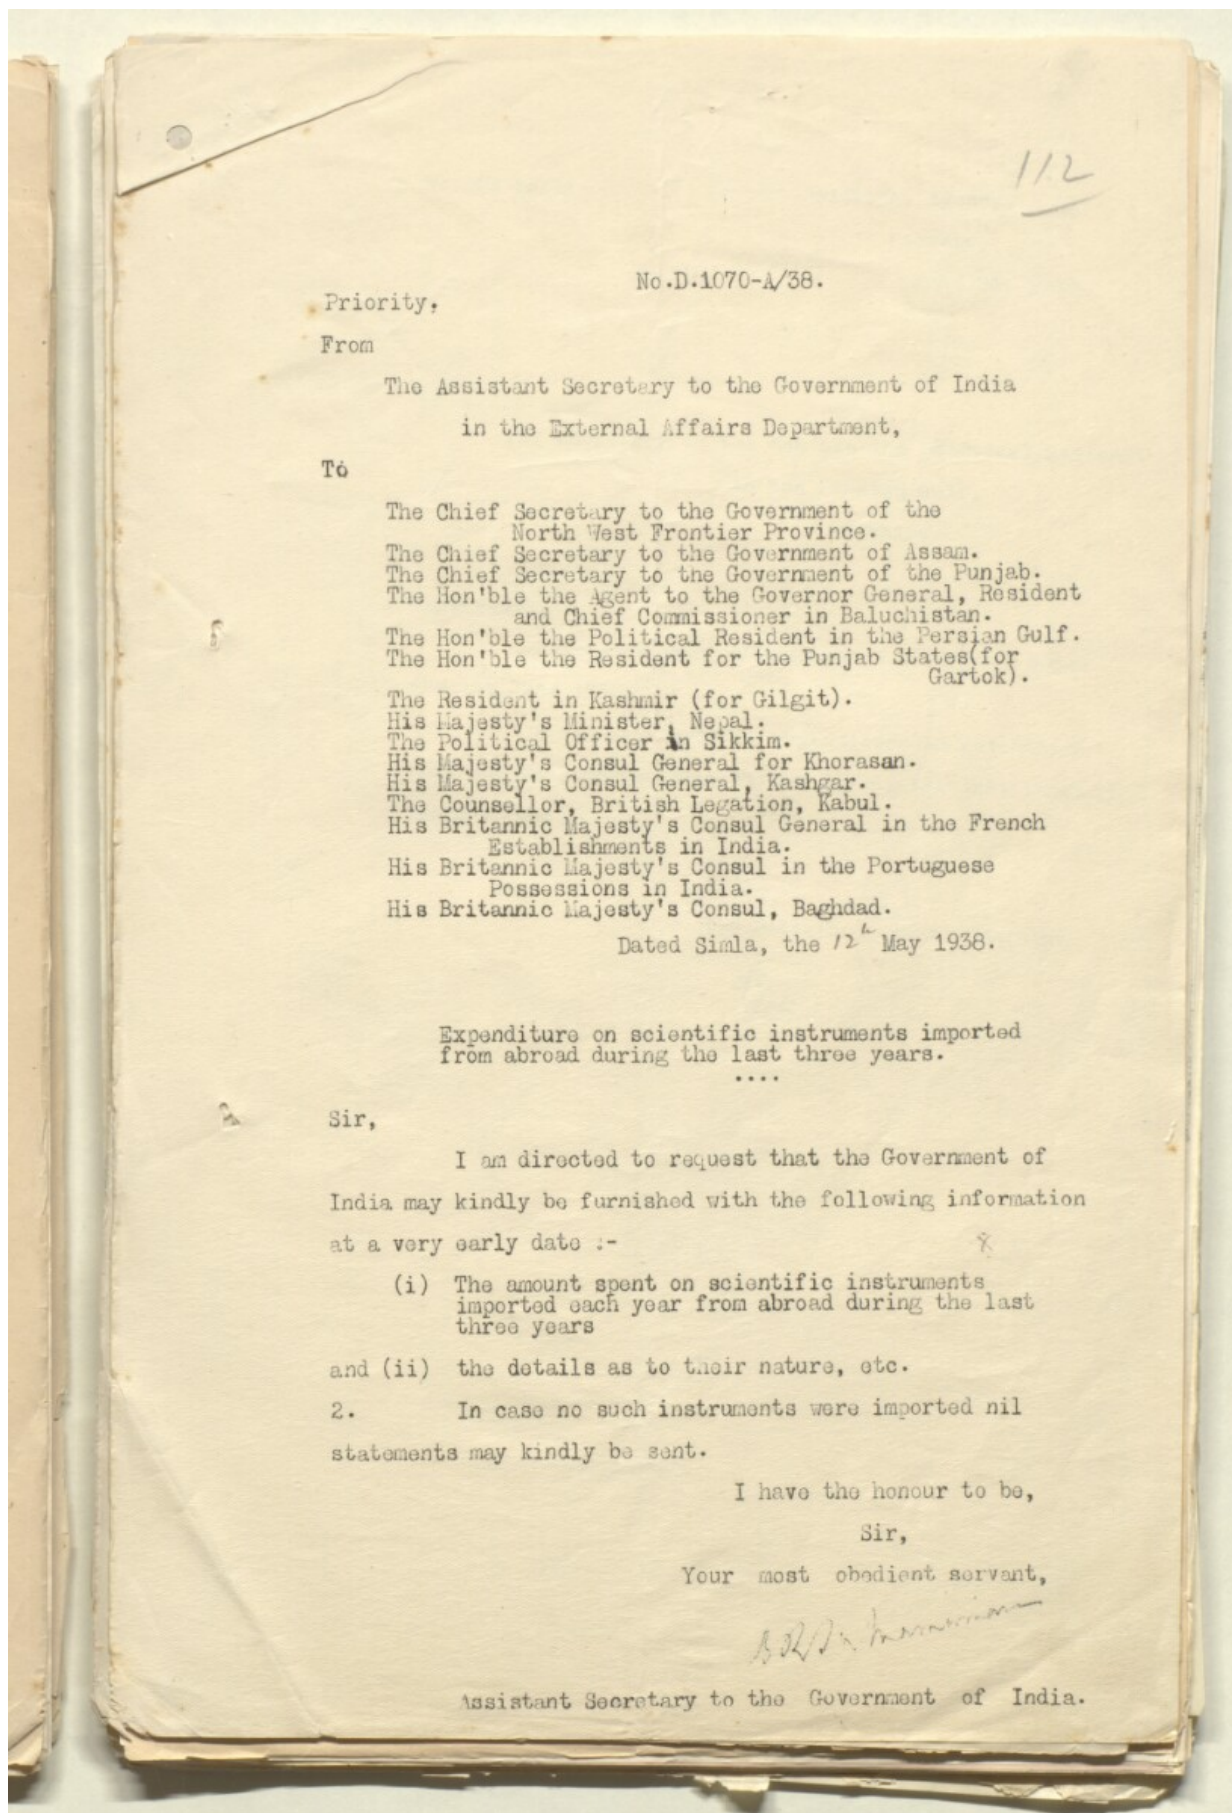 112
No.D.1070-A/38.
Priority.
From
The Assistant Secretary to the Government of India
in the External Affairs Department,
To
The Chief Secretary to the Government of the
North West Frontier Province.
The Chief Secretary to the Government of Assam.
The Chief Secretary to the Government of the Punjab.
The Hon'ble the Agent to the Governor General, Resident
and Chief Commissioner in Baluchistan.
The Hon'ble the Political Resident in the Persian Gulf.
The Hon'ble the Resident for the Punjab States(for
Gartok).
The Resident in Kashmir (for Gilgit).
His Majesty's Minister, Nepal.
The Political Officer in Sikkim.
His Majesty's Consul General for Khorasan.
His Majesty's Consul General, Kashgar.
The Counsellor, British Legation, Kabul.
His Britannic Majesty's Consul General in the French
Establishments in India.
His Britannic Majesty's Consul in the Portuguese
Possessions in India.
His Britannic Majesty's Consul, Baghdad.
Dated Simla, the 12th May 1938.
Expenditure on scientific instruments imported
from abroad during the last three years.
....
Sir,
I am directed to request that the Government of
India may kindly be furnished with the following information
at a very early date :-
(i) The amount spent on scientific instruments
imported each year from abroad during the last
three years
and (ii) the details as to their nature, etc.
2. In case no such instruments were imported nil
statements may kindly be sent.
I have the honour to be,
Sir,
Your most obedient servant,
Assistant Secretary to the Government of India.